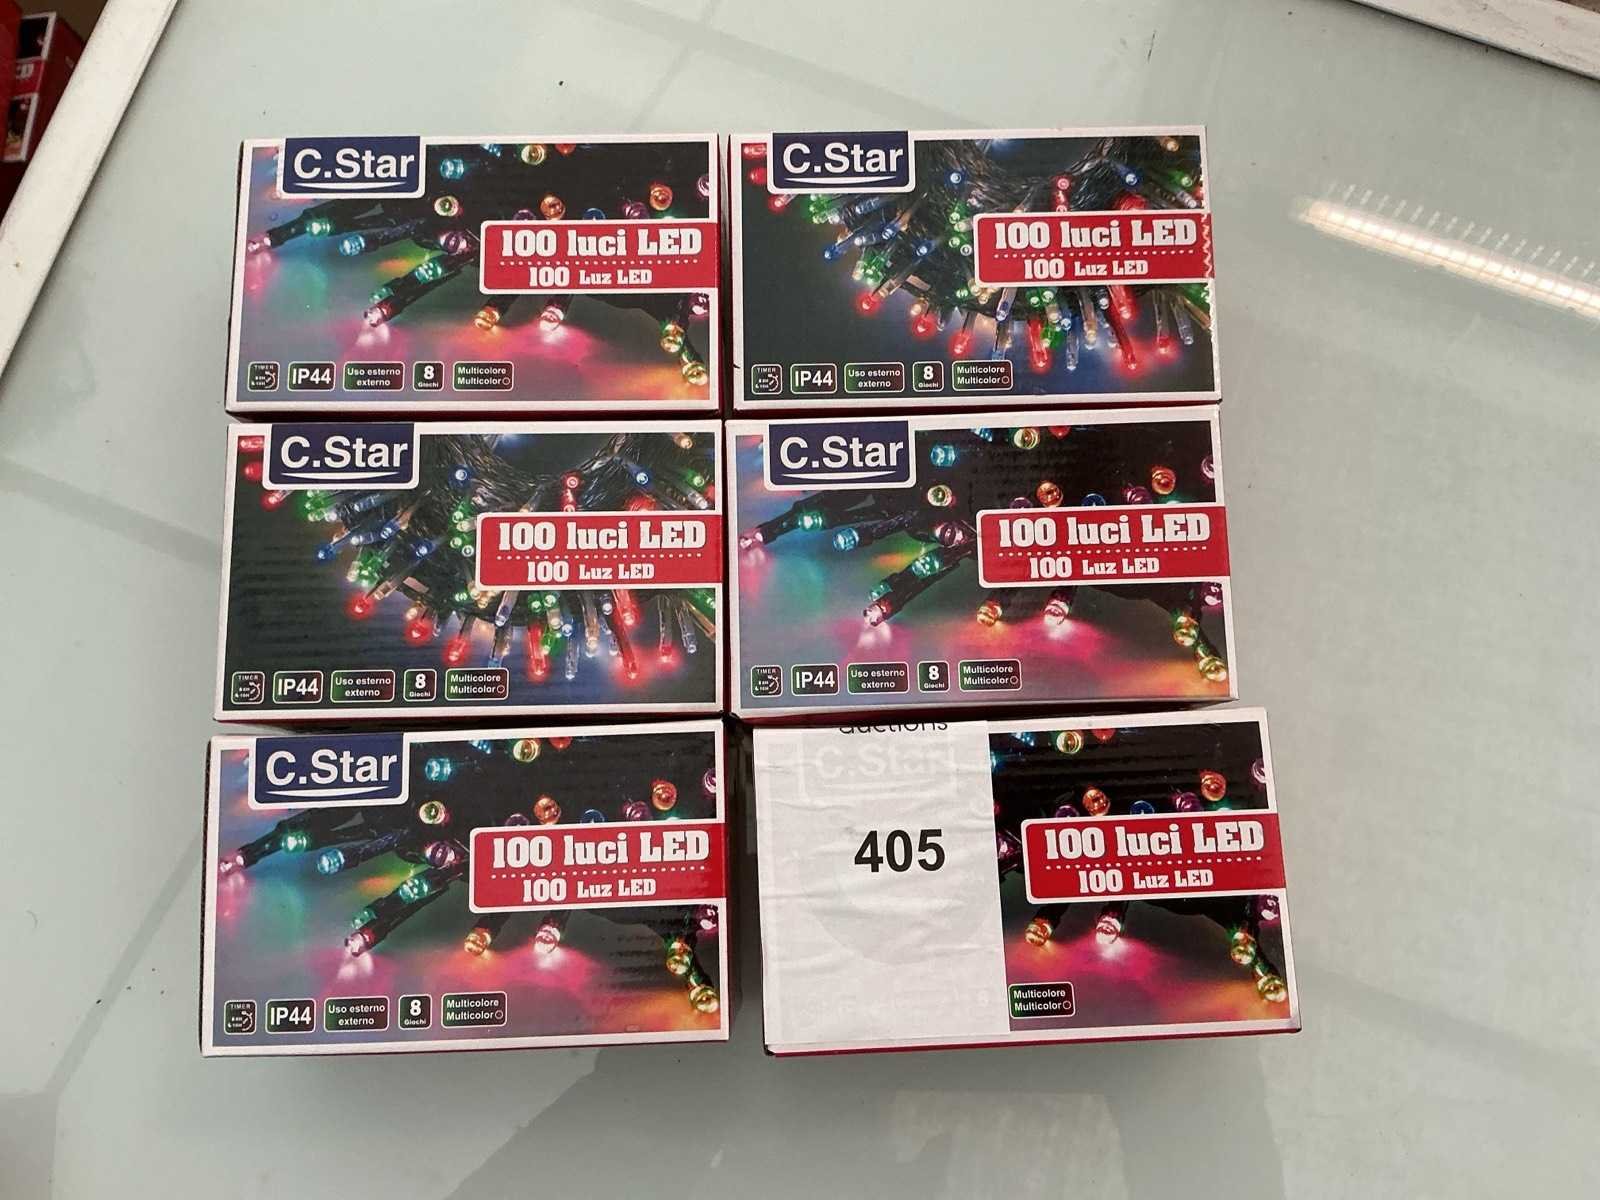 C.Star
100 luci LED
100 Luz LED
TIMER
IP44
Uso esterno
externo
8
Giochi
Multicolore
Multicolor
C.Star
100 luci LED
100 Luz LED
TIMER
IP44
Uso esterno
externo
8
Giochi
Multicolore
Multicolor
C.Star
100 luci LED
100 Luz LED
TIMER
IP44
Uso esterno
externo
8
Giochi
Multicolore
Multicolor
C.Star
100 luci LED
100 Luz LED
TIMER
IP44
Uso esterno
externo
8
Giochi
Multicolore
Multicolor
C.Star
100 luci LED
100 Luz LED
TIMER
IP44
Uso esterno
externo
8
Giochi
Multicolore
Multicolor
auctions
C.Star
405
100 luci LED
100 Luz LED
8
Multicolore
Multicolor